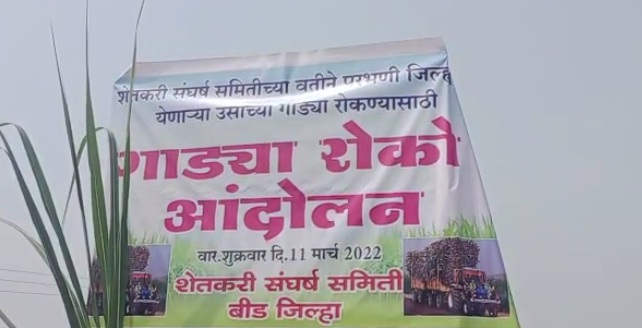 शेतकरी संघर्ष समितीच्या वतीने परभणी जिल्ह
येणाऱ्या उसाच्या गाड्या रोकण्यासाठी
गाड्या रोको
आंदोलन
वार.शुक्रवार दि.11 मार्च 2022
शेतकरी संघर्ष समिती
बीड जिल्हा